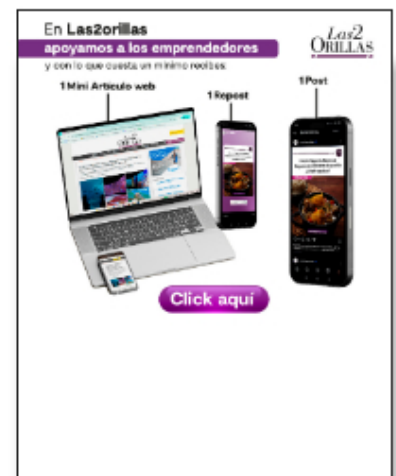 En Las2orillas
apoyamos a los emprendedores
y con lo que cuesta un mínimo recibes:
Las2
ORILLAS
1 Mini Artículo web
1 Repost
1 Post
Click aquí